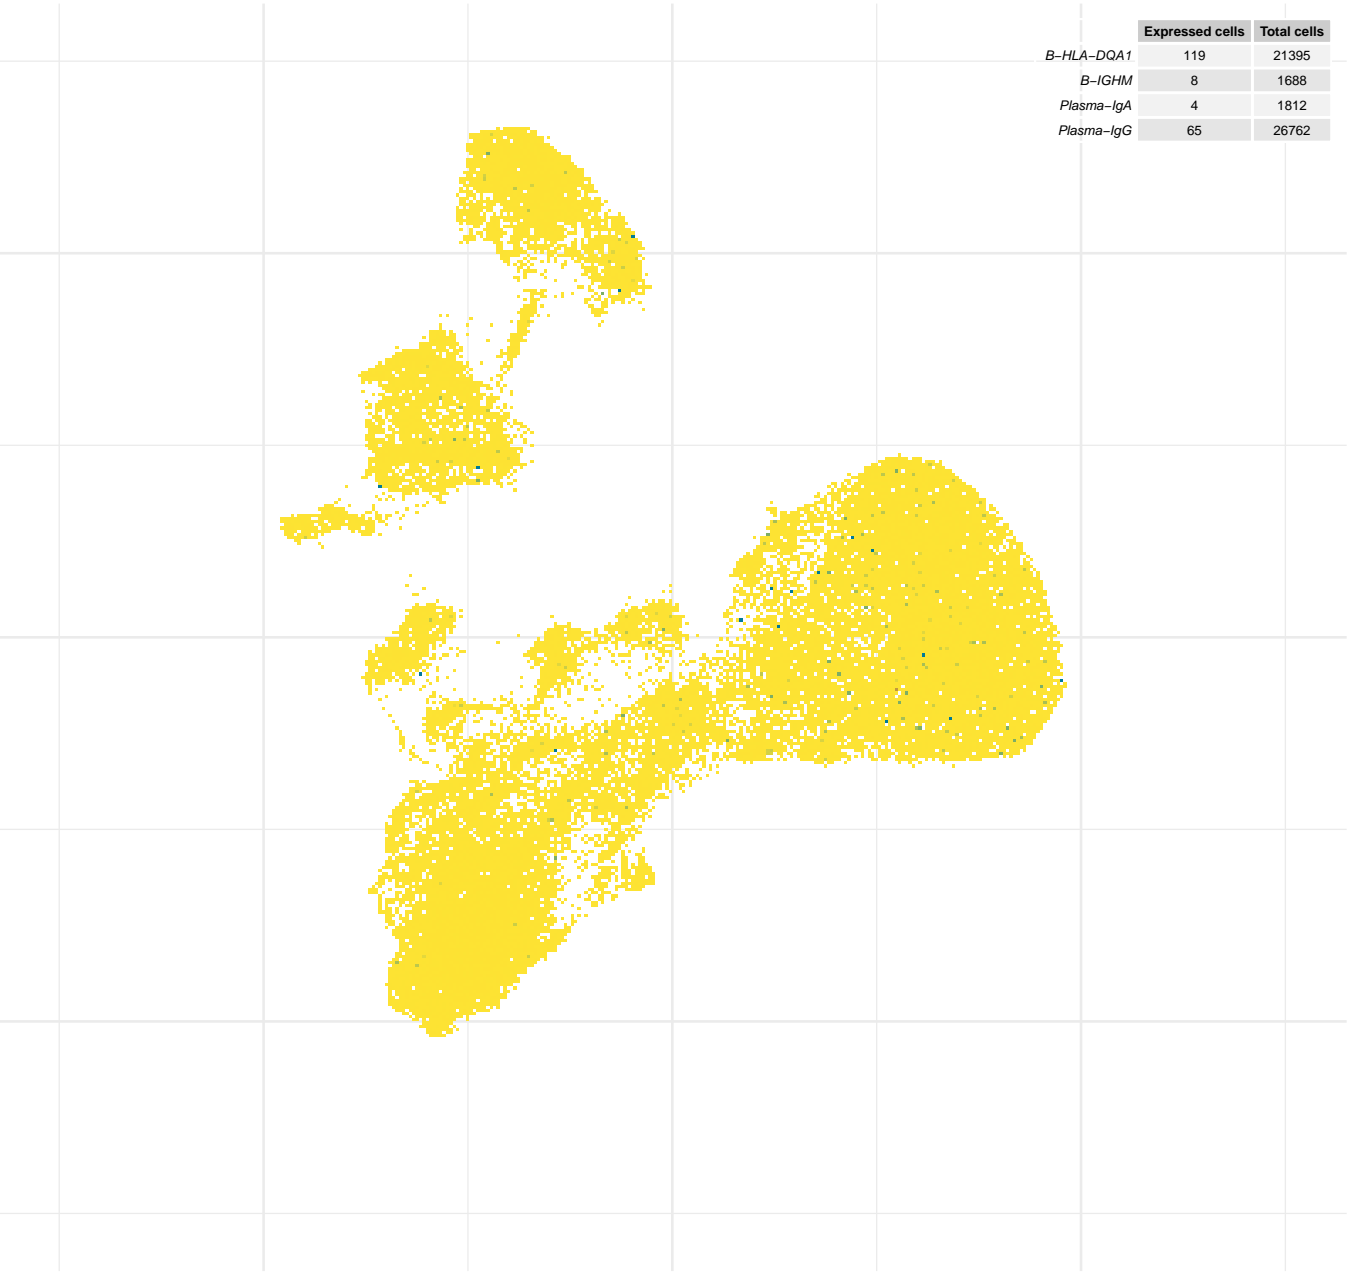 Expressed cells Total cells
B−HLA−DQA1 119 21395
B−IGHM 8 1688
Plasma−IgA 4 1812
Plasma−IgG 65 26762